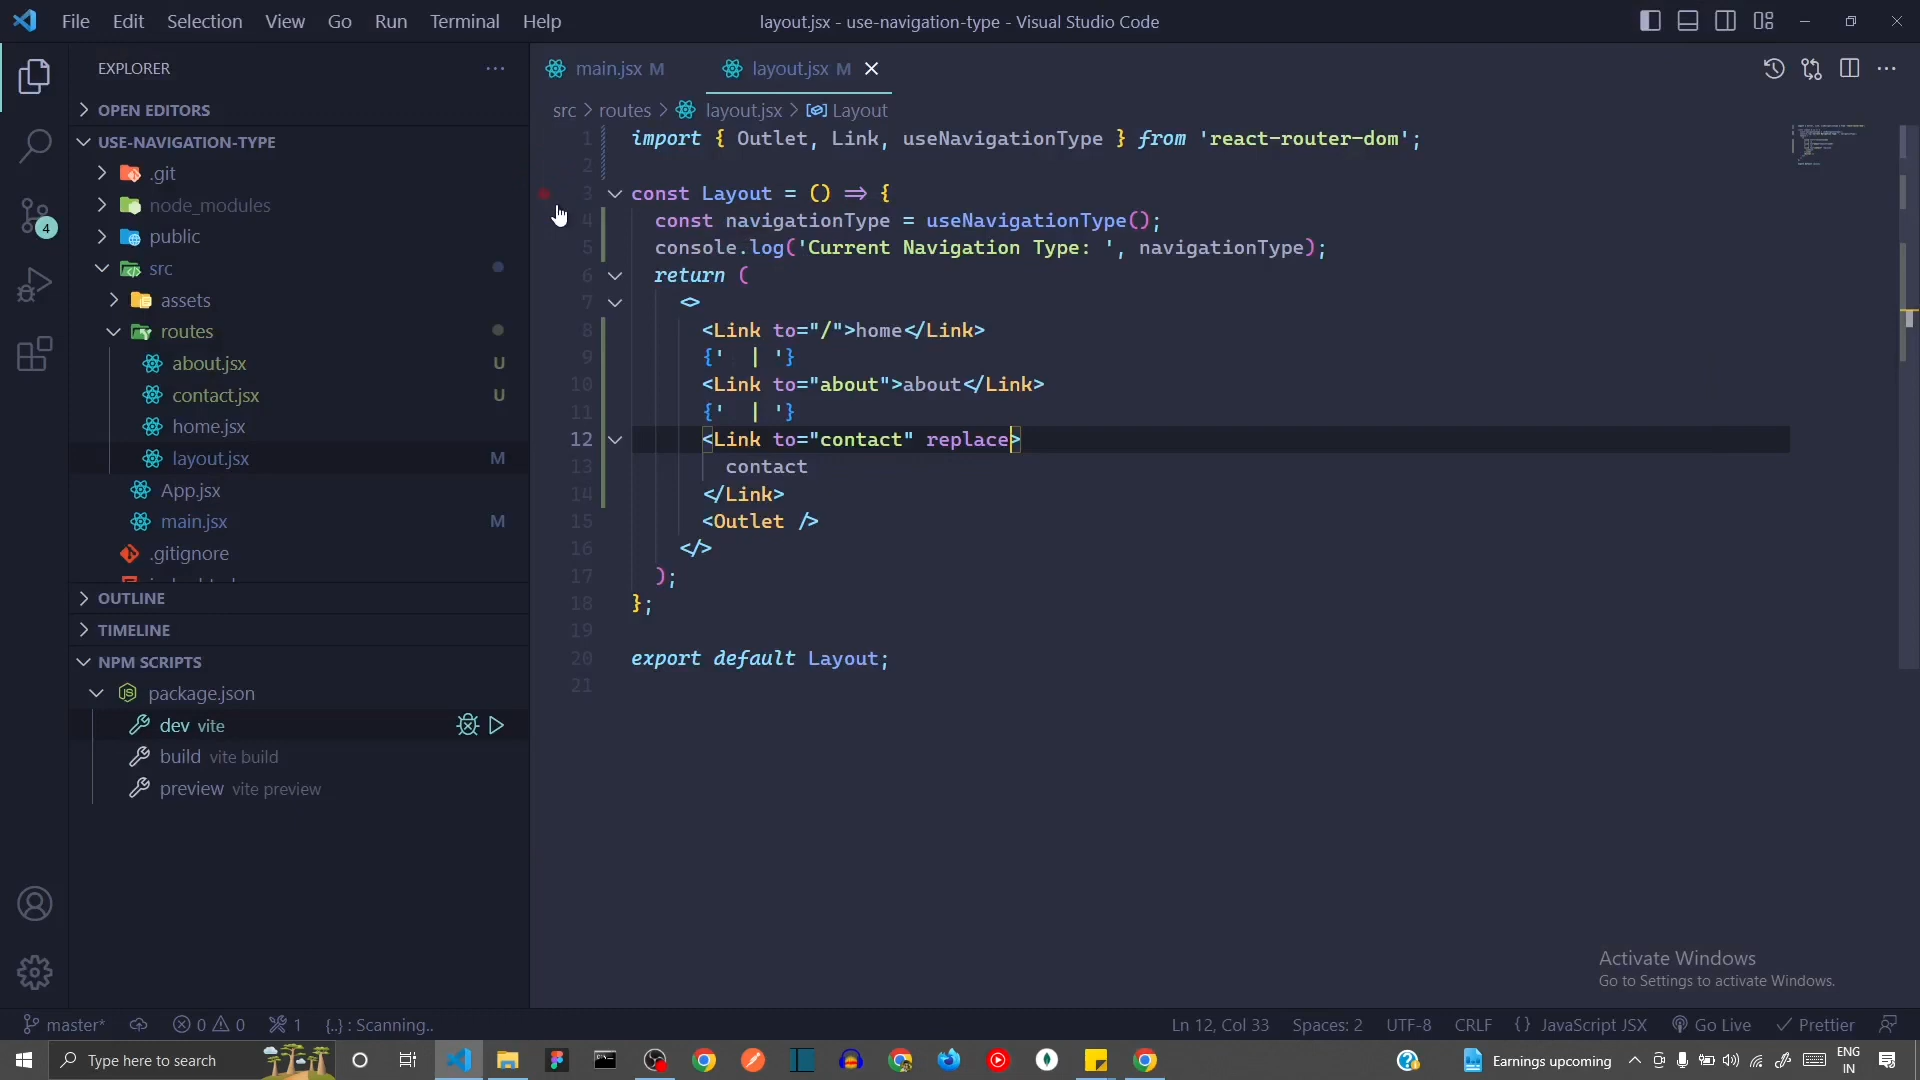 File Edit Selection View Go Run Terminal Help
layout.jsx - use-navigation-type - Visual Studio Code
EXPLORER
OPEN EDITORS
USE-NAVIGATION-TYPE
.git
node_modules
public
src
assets
routes
about.jsx U
contact.jsx U
home.jsx
layout.jsx M
App.jsx
main.jsx M
.gitignore
OUTLINE
TIMELINE
NPM SCRIPTS
package.json
dev vite
build vite build
preview vite preview
4
main.jsx M
layout.jsx M
src > routes > layout.jsx > Layout
1 import { Outlet, Link, useNavigationType } from 'react-router-dom';
2
3 const Layout = () => {
4 const navigationType = useNavigationType();
5 console.log('Current Navigation Type: ', navigationType);
6 return (
7 <>
8 <Link to="/">home</Link>
9 {' | '}
10 <Link to="about">about</Link>
11 {' | '}
12 <Link to="contact" replace>
13 contact
14 </Link>
15 <Outlet />
16 </>
17 );
18 };
19
20 export default Layout;
21
Activate Windows
Go to Settings to activate Windows.
master* 0 0 1 {..} : Scanning..
Ln 12, Col 33 Spaces: 2 UTF-8 CRLF {} JavaScript JSX Go Live Prettier
Type here to search
Earnings upcoming
ENG
IN